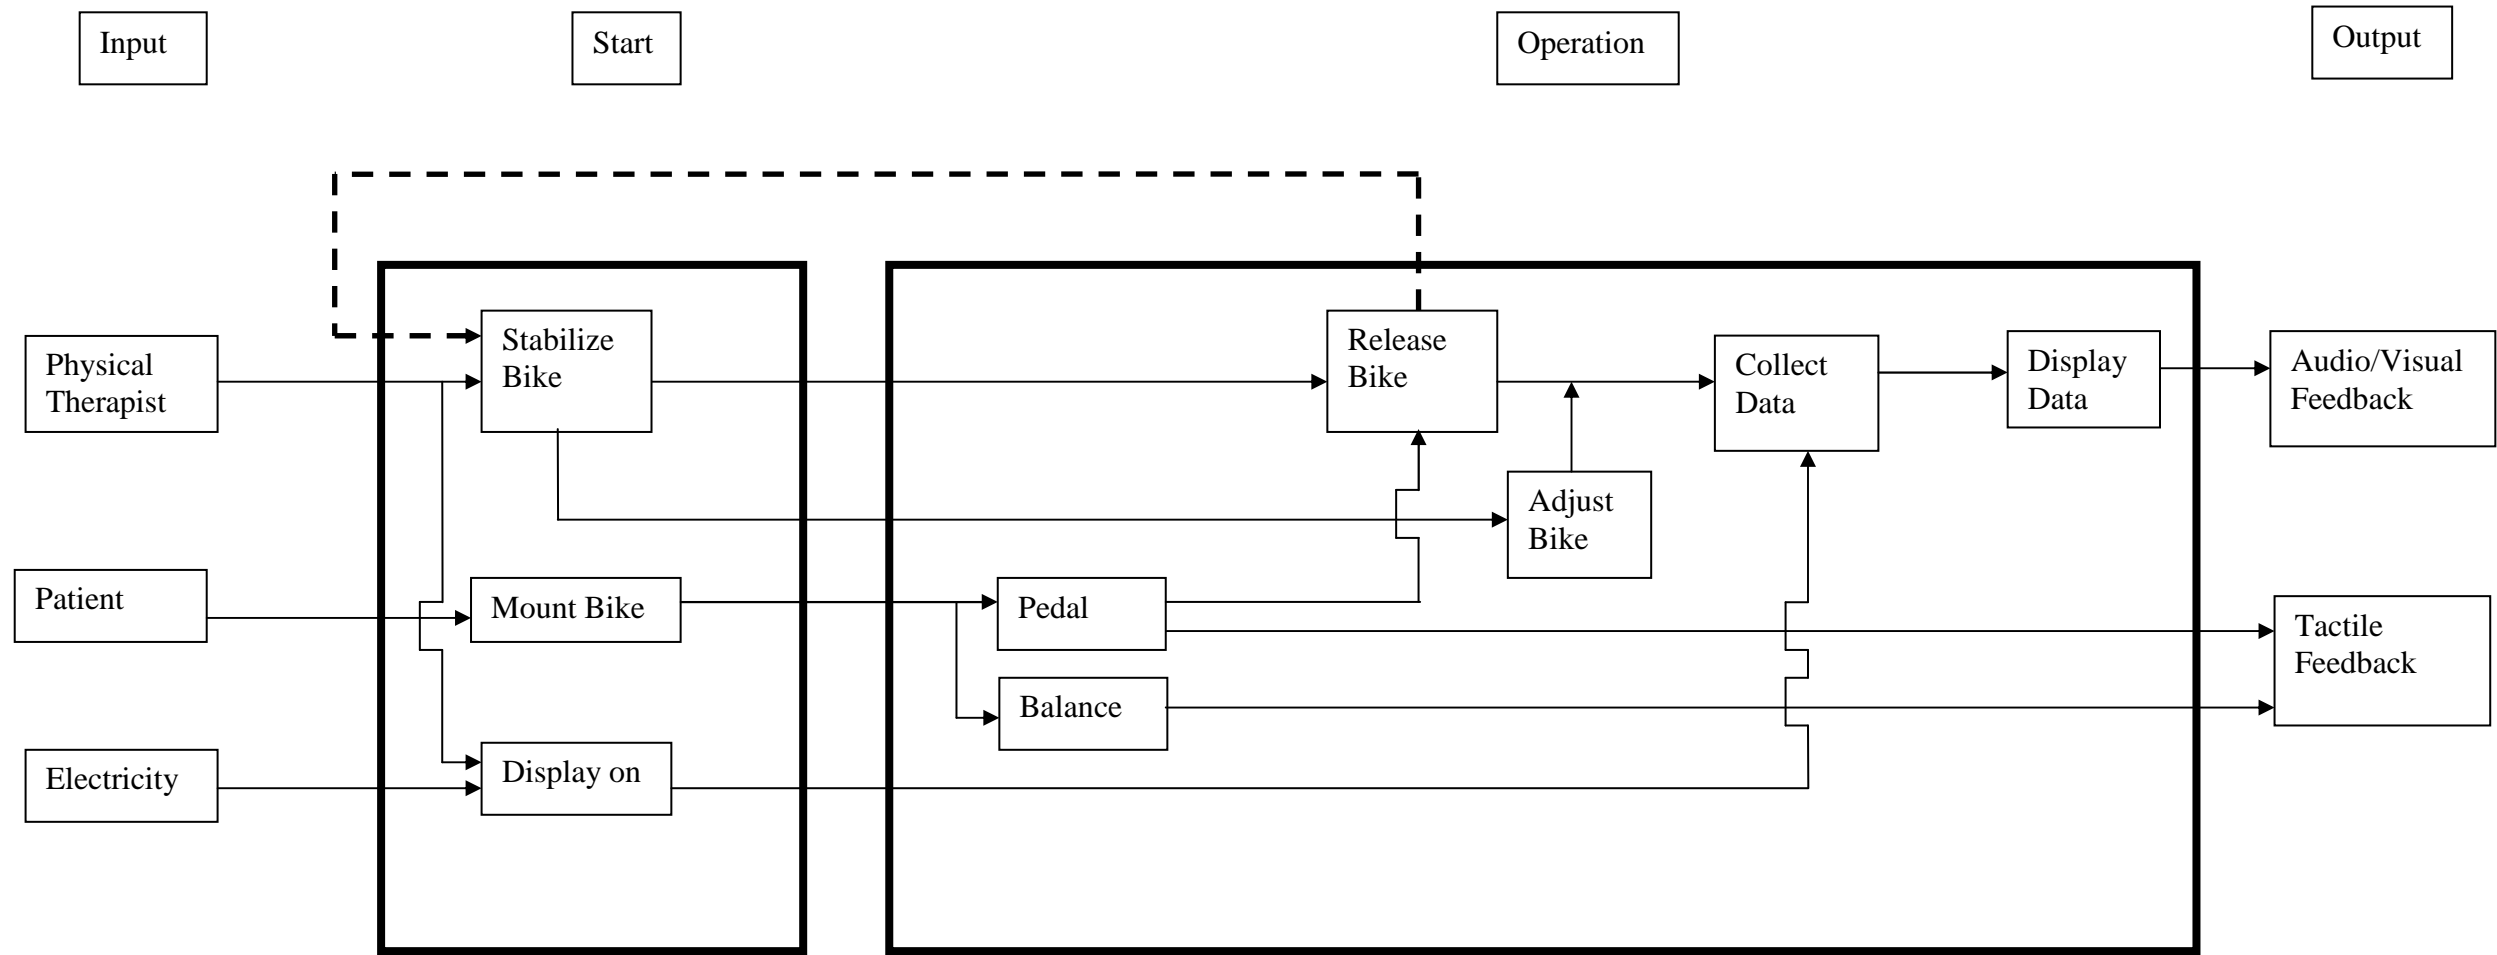 Input
Start
Operation
Output
Physical
Therapist
Stabilize
Bike
Release
Bike
Collect
Data
Display
Data
Audio/Visual
Feedback
Adjust
Bike
Patient
Mount Bike
Pedal
Tactile
Feedback
Balance
Electricity
Display on